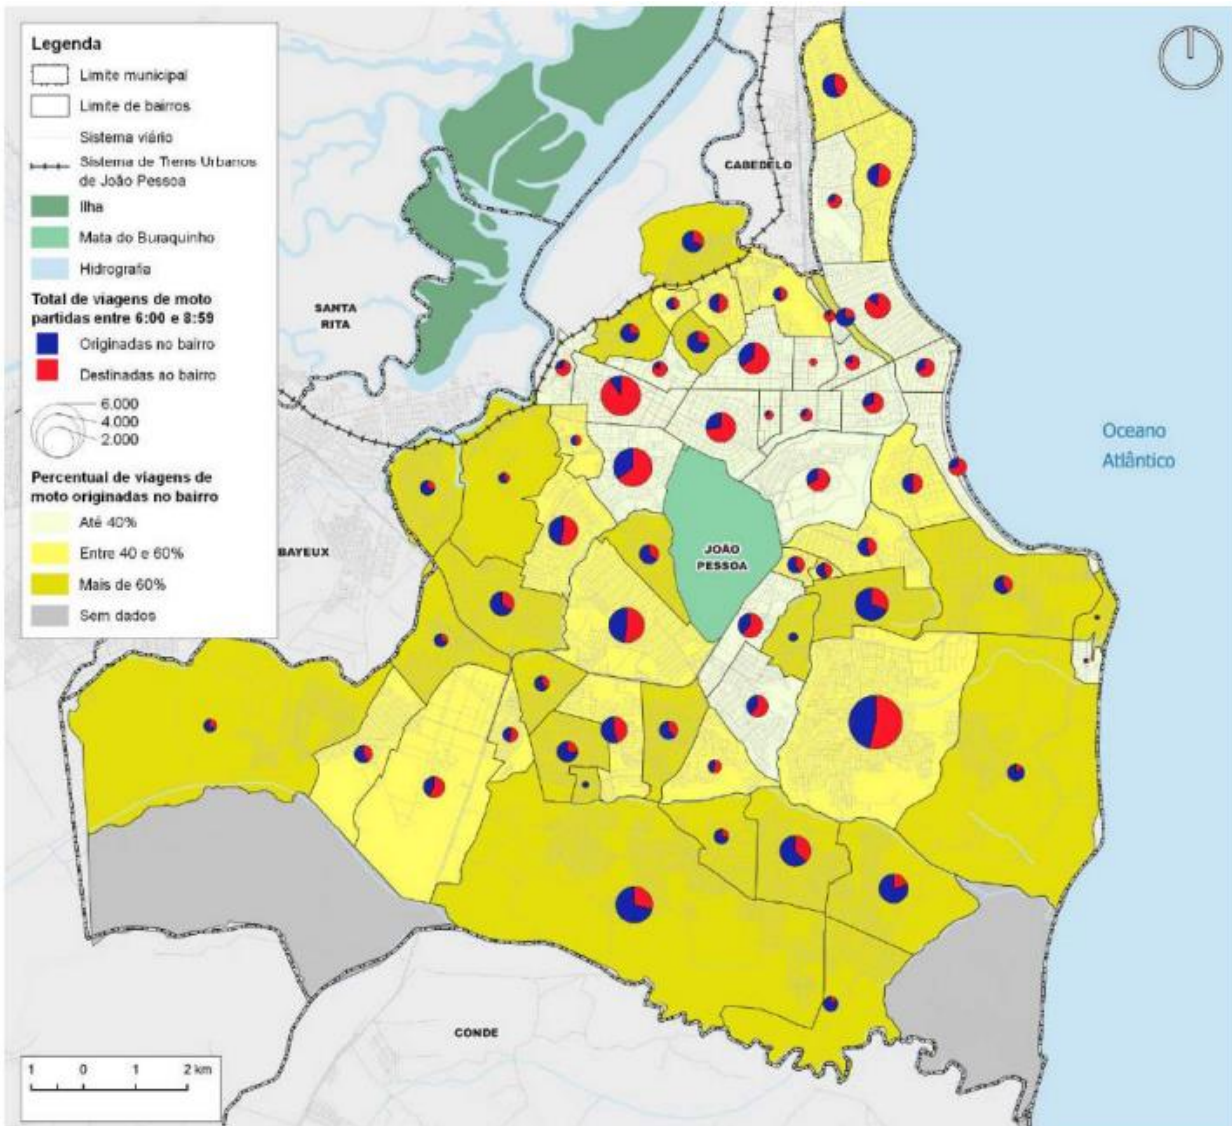 Legenda
Limite municipal
Limite de bairros
Sistema viário
Sistema de Trens Urbanos
de João Pessoa
Ilha
Mata do Buraquinho
Hidrografia
Total de viagens de moto
partidas entre 6:00 e 8:59
Originadas no bairro
Destinadas no bairro
6.000
4.000
2.000
Percentual de viagens de
moto originadas no bairro
Até 40%
Entre 40 e 60%
Mais de 60%
Sem dados
CABEDELO
SANTA
RITA
Oceano
Atlântico
BAYEUX
JOÃO
PESSOA
CONDE
1 0 1 2 km